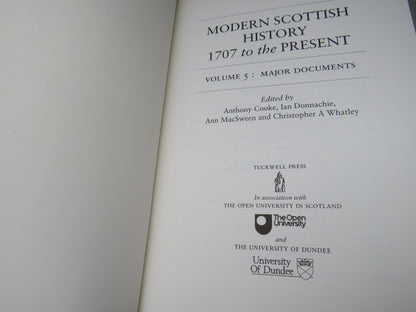 MODERN SCOTTISH
HISTORY
1707 to the PRESENT
VOLUME 5 : MAJOR DOCUMENTS
Edited by
Anthony Cooke, Ian Donnachie,
Ann MacSween and Christopher A Whatley
TUCKWELL PRESS
In association with
THE OPEN UNIVERSITY IN SCOTLAND
The Open
University
and
THE UNIVERSITY OF DUNDEE
University
Of Dundee